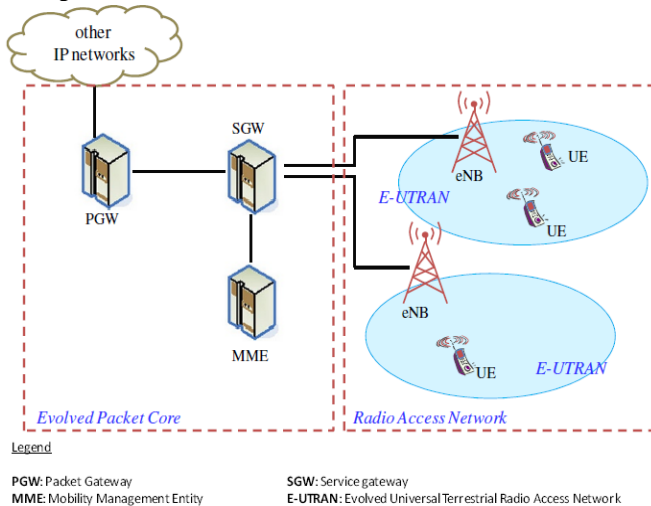 other
IP networks
SGW
PGW
MME
eNB
UE
E-UTRAN
UE
eNB
UE
E-UTRAN
Evolved Packet Core
Radio Access Network
Legend
PGW: Packet Gateway
SGW: Service gateway
MME: Mobility Management Entity
E-UTRAN: Evolved Universal Terrestrial Radio Access Network